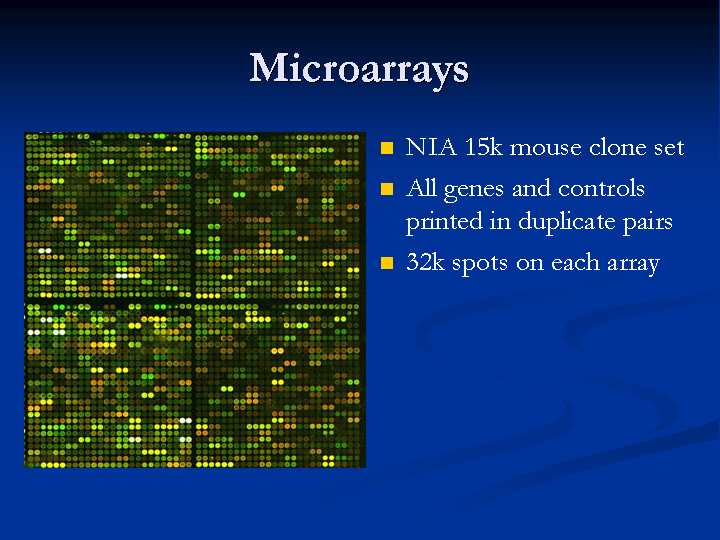 Microarrays
NIA 15k mouse clone set
All genes and controls
printed in duplicate pairs
32k spots on each array